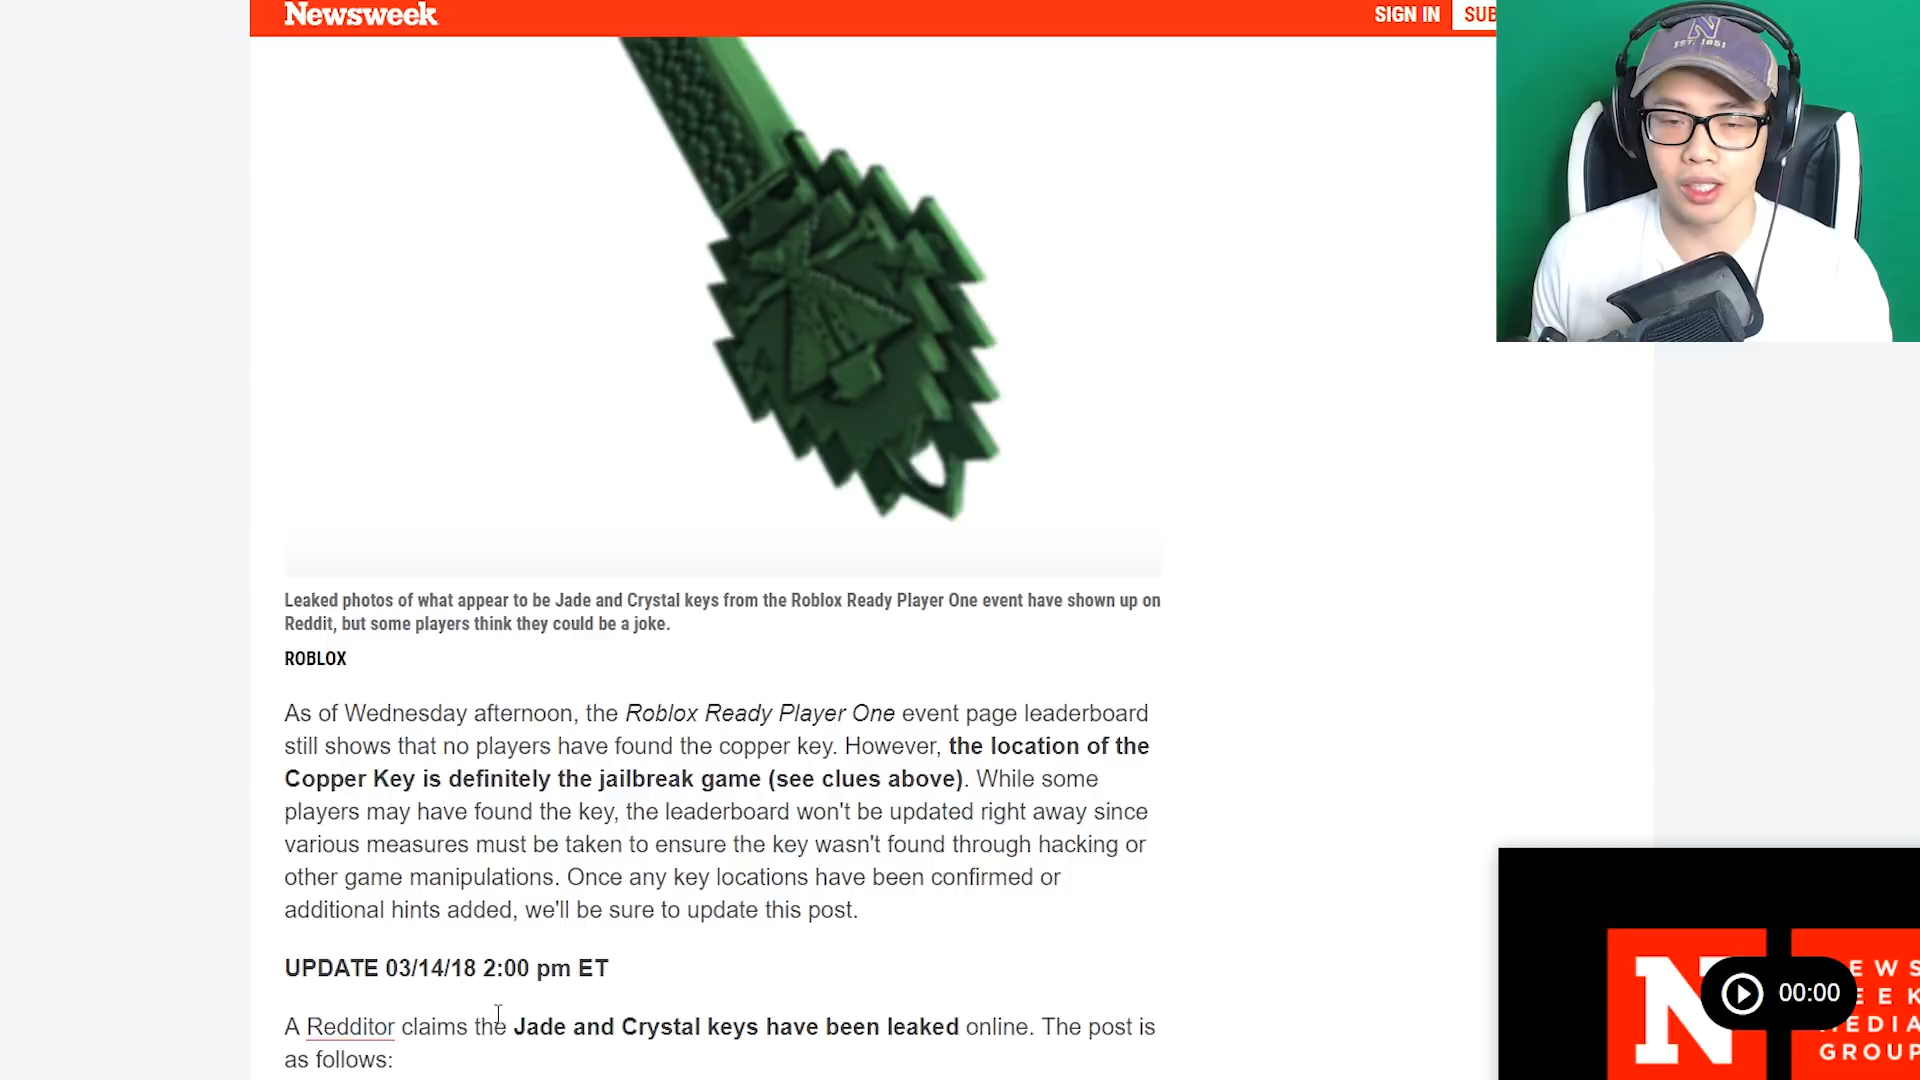 Newsweek
SIGN IN
SUB
N
EST. 1851
Leaked photos of what appear to be Jade and Crystal keys from the Roblox Ready Player One event have shown up on
Reddit, but some players think they could be a joke.
ROBLOX
As of Wednesday afternoon, the Roblox Ready Player One event page leaderboard
still shows that no players have found the copper key. However, the location of the
Copper Key is definitely the jailbreak game (see clues above). While some
players may have found the key, the leaderboard won't be updated right away since
various measures must be taken to ensure the key wasn't found through hacking or
other game manipulations. Once any key locations have been confirmed or
additional hints added, we'll be sure to update this post.
UPDATE 03/14/18 2:00 pm ET
A Redditor claims the Jade and Crystal keys have been leaked online. The post is
as follows:
N
EWS
EEK
MEDIA
GROUP
00:00